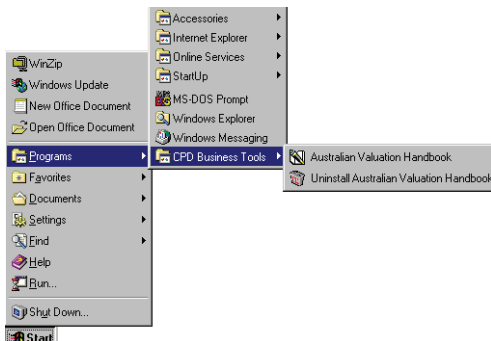 WinZip
Windows Update
New Office Document
Open Office Document
Programs
Favorites
Documents
Settings
Find
Help
Run...
Shut Down...
Start
Accessories
Internet Explorer
Online Services
StartUp
MS-DOS Prompt
Windows Explorer
Windows Messaging
CPD Business Tools
Australian Valuation Handbook
Uninstall Australian Valuation Handbook